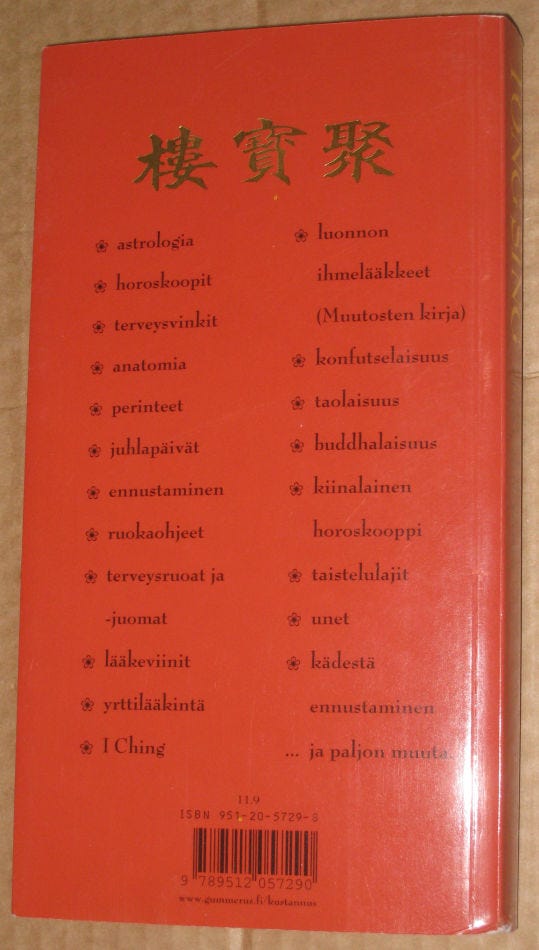 樓寶聚
astrologia
horoskoopit
terveysvinkit
anatomia
perinteet
juhlapäivät
ennustaminen
ruokaohjeet
terveysruoat ja
-juomat
lääkeviinit
yrttilääkintä
I Ching
luonnon
ihmelääkkeet
(Muutosten kirja)
konfutselaisuus
taolaisuus
buddhalaisuus
kiinalainen
horoskooppi
taistelulajit
unet
kädestä
ennustaminen
... ja paljon muuta.
11.9
ISBN 951-20-5729-8
9 789512 057290
www.gummerus.fi/kustannus